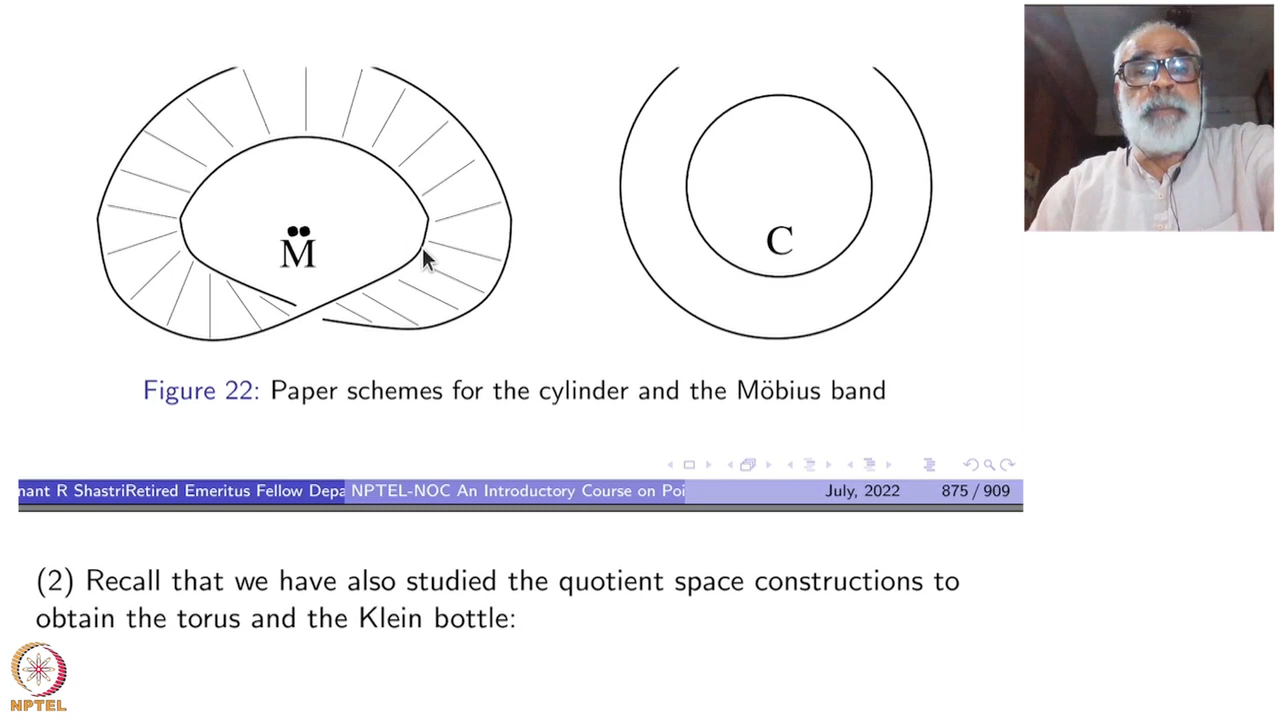 M̈
C
Figure 22: Paper schemes for the cylinder and the Möbius band
nant R ShastriRetired Emeritus Fellow Depa NPTEL-NOC An Introductory Course on Poi July, 2022 875 / 909
(2) Recall that we have also studied the quotient space constructions to
obtain the torus and the Klein bottle:
NPTEL